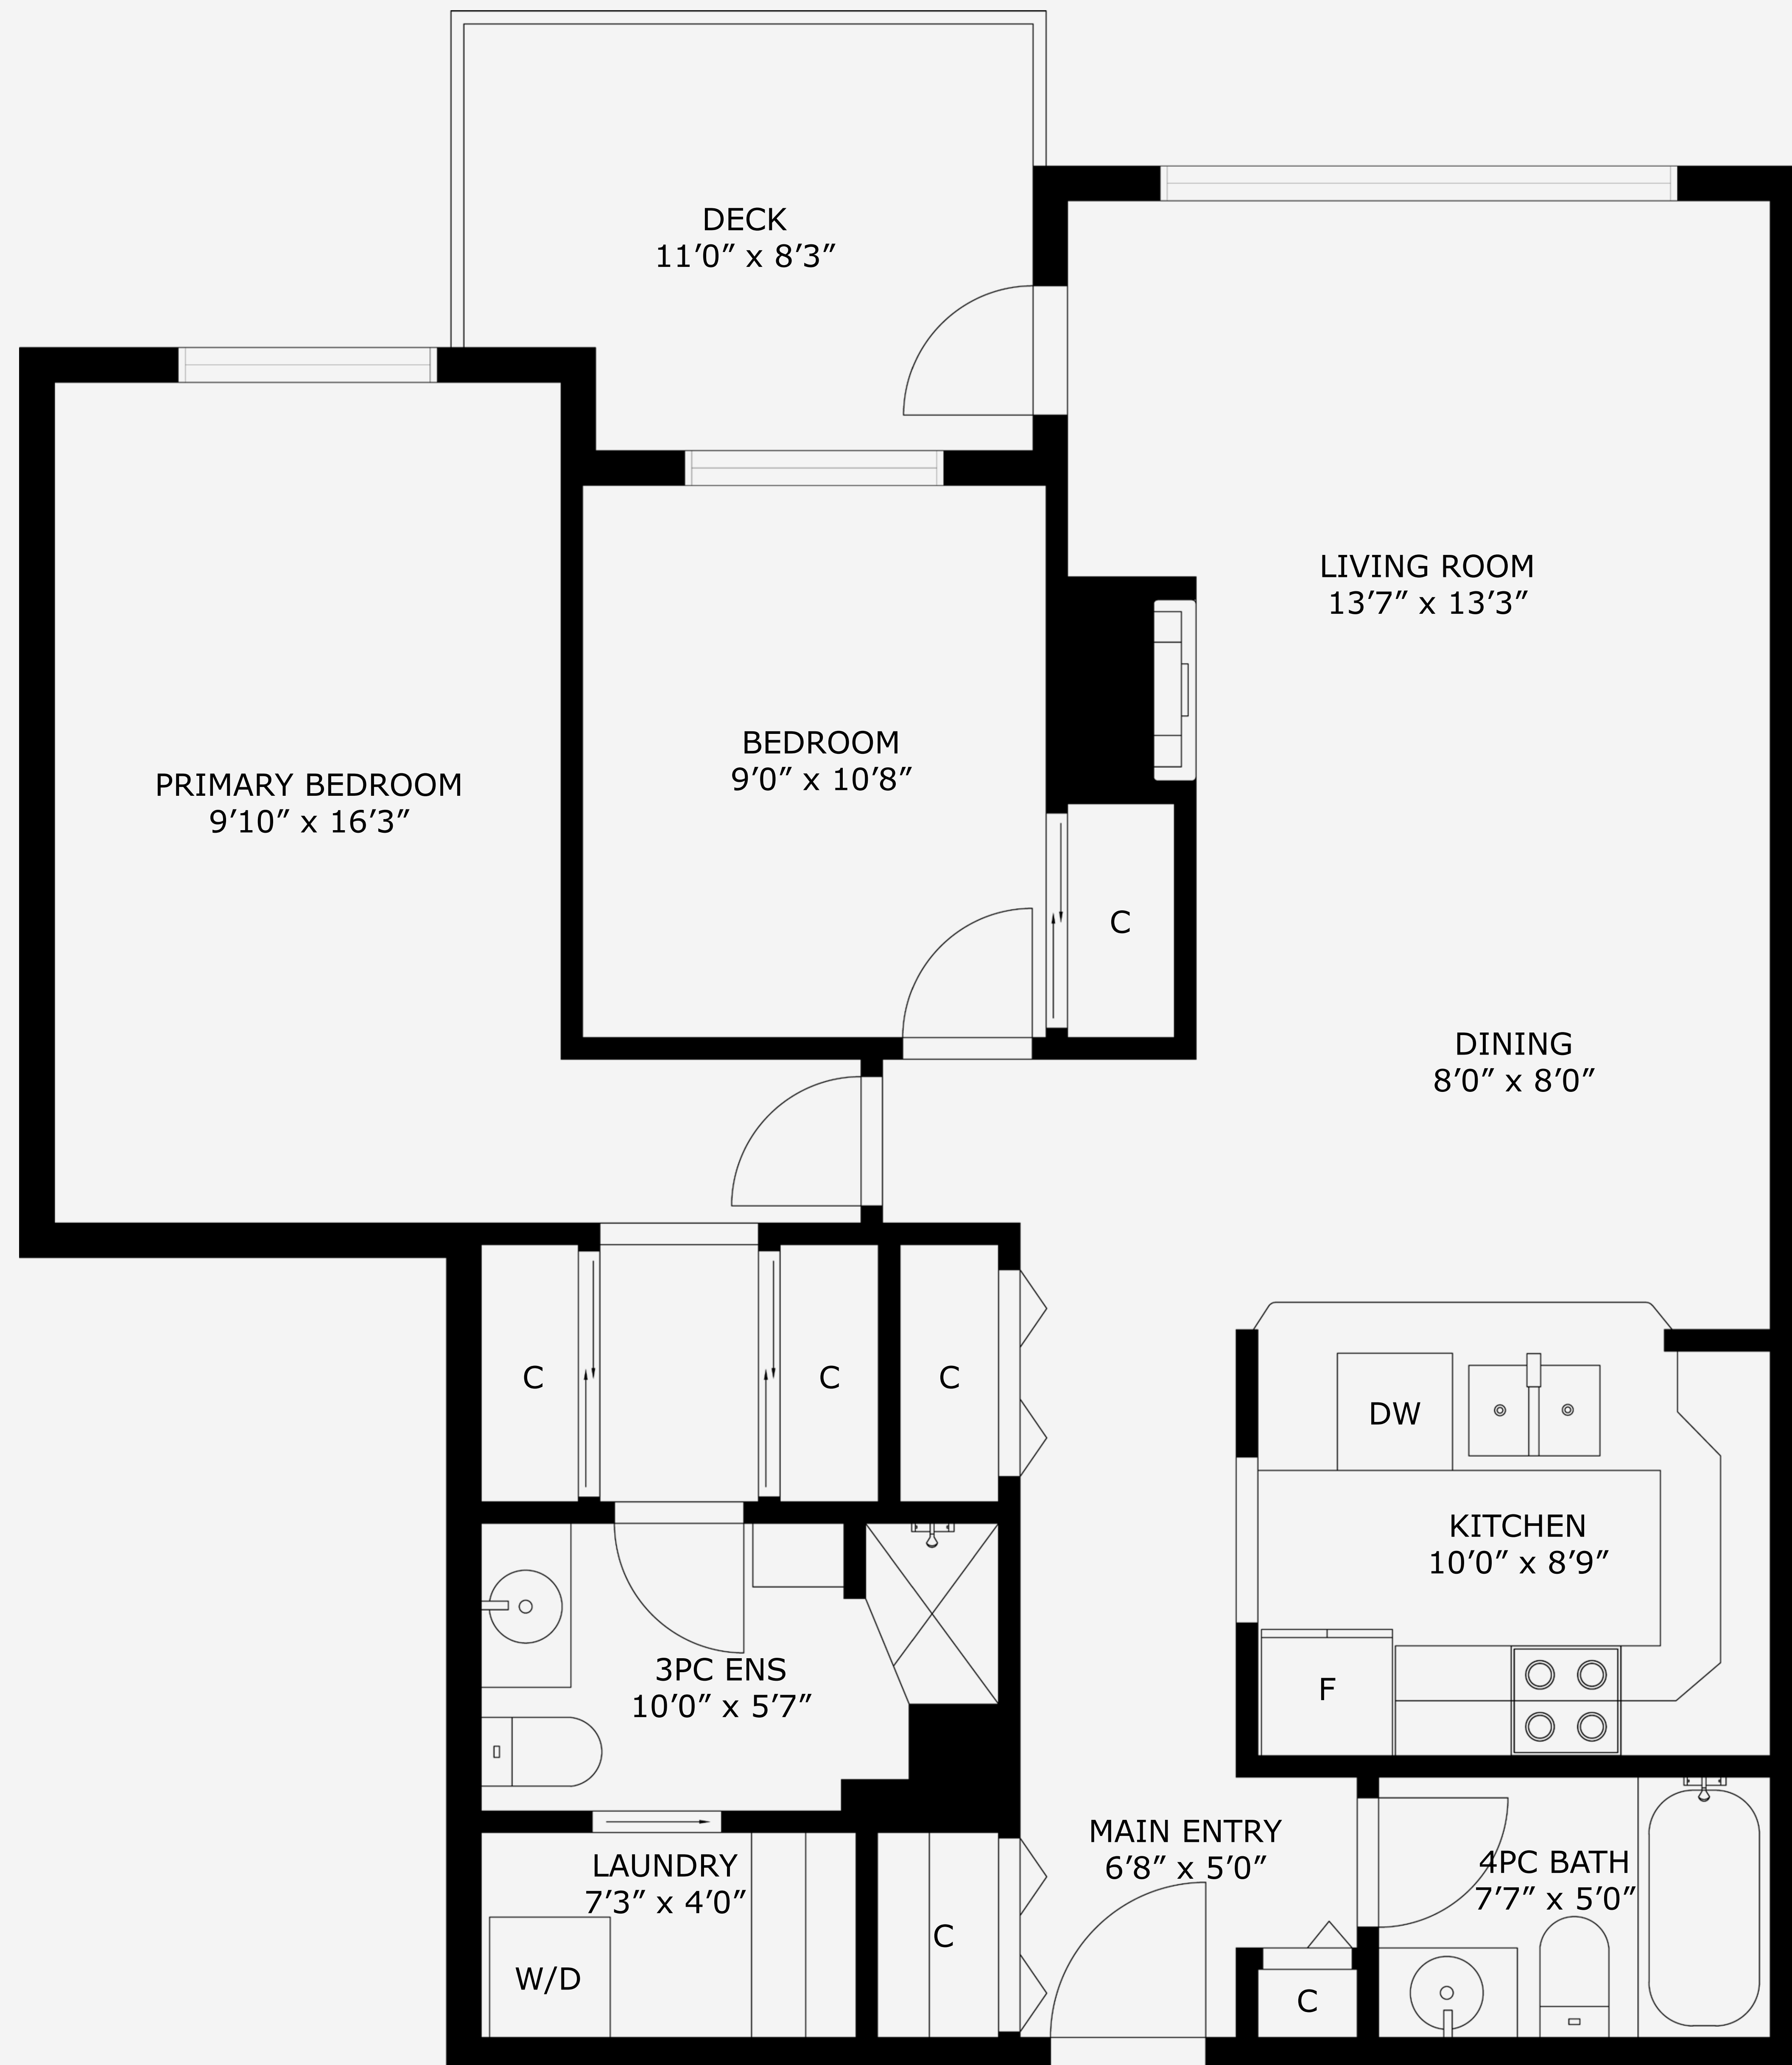 DECK
11′0″ x 8′3″
LIVING ROOM
13′7″ x 13′3″
BEDROOM
9′0″ x 10′8″
PRIMARY BEDROOM
9′10″ x 16′3″
C
DINING
8′0″ x 8′0″
C
C
C
DW
KITCHEN
10′0″ x 8′9″
3PC ENS
10′0″ x 5′7″
F
MAIN ENTRY
6′8″ x 5′0″
4PC BATH
7′7″ x 5′0″
LAUNDRY
7′3″ x 4′0″
C
W/D
C